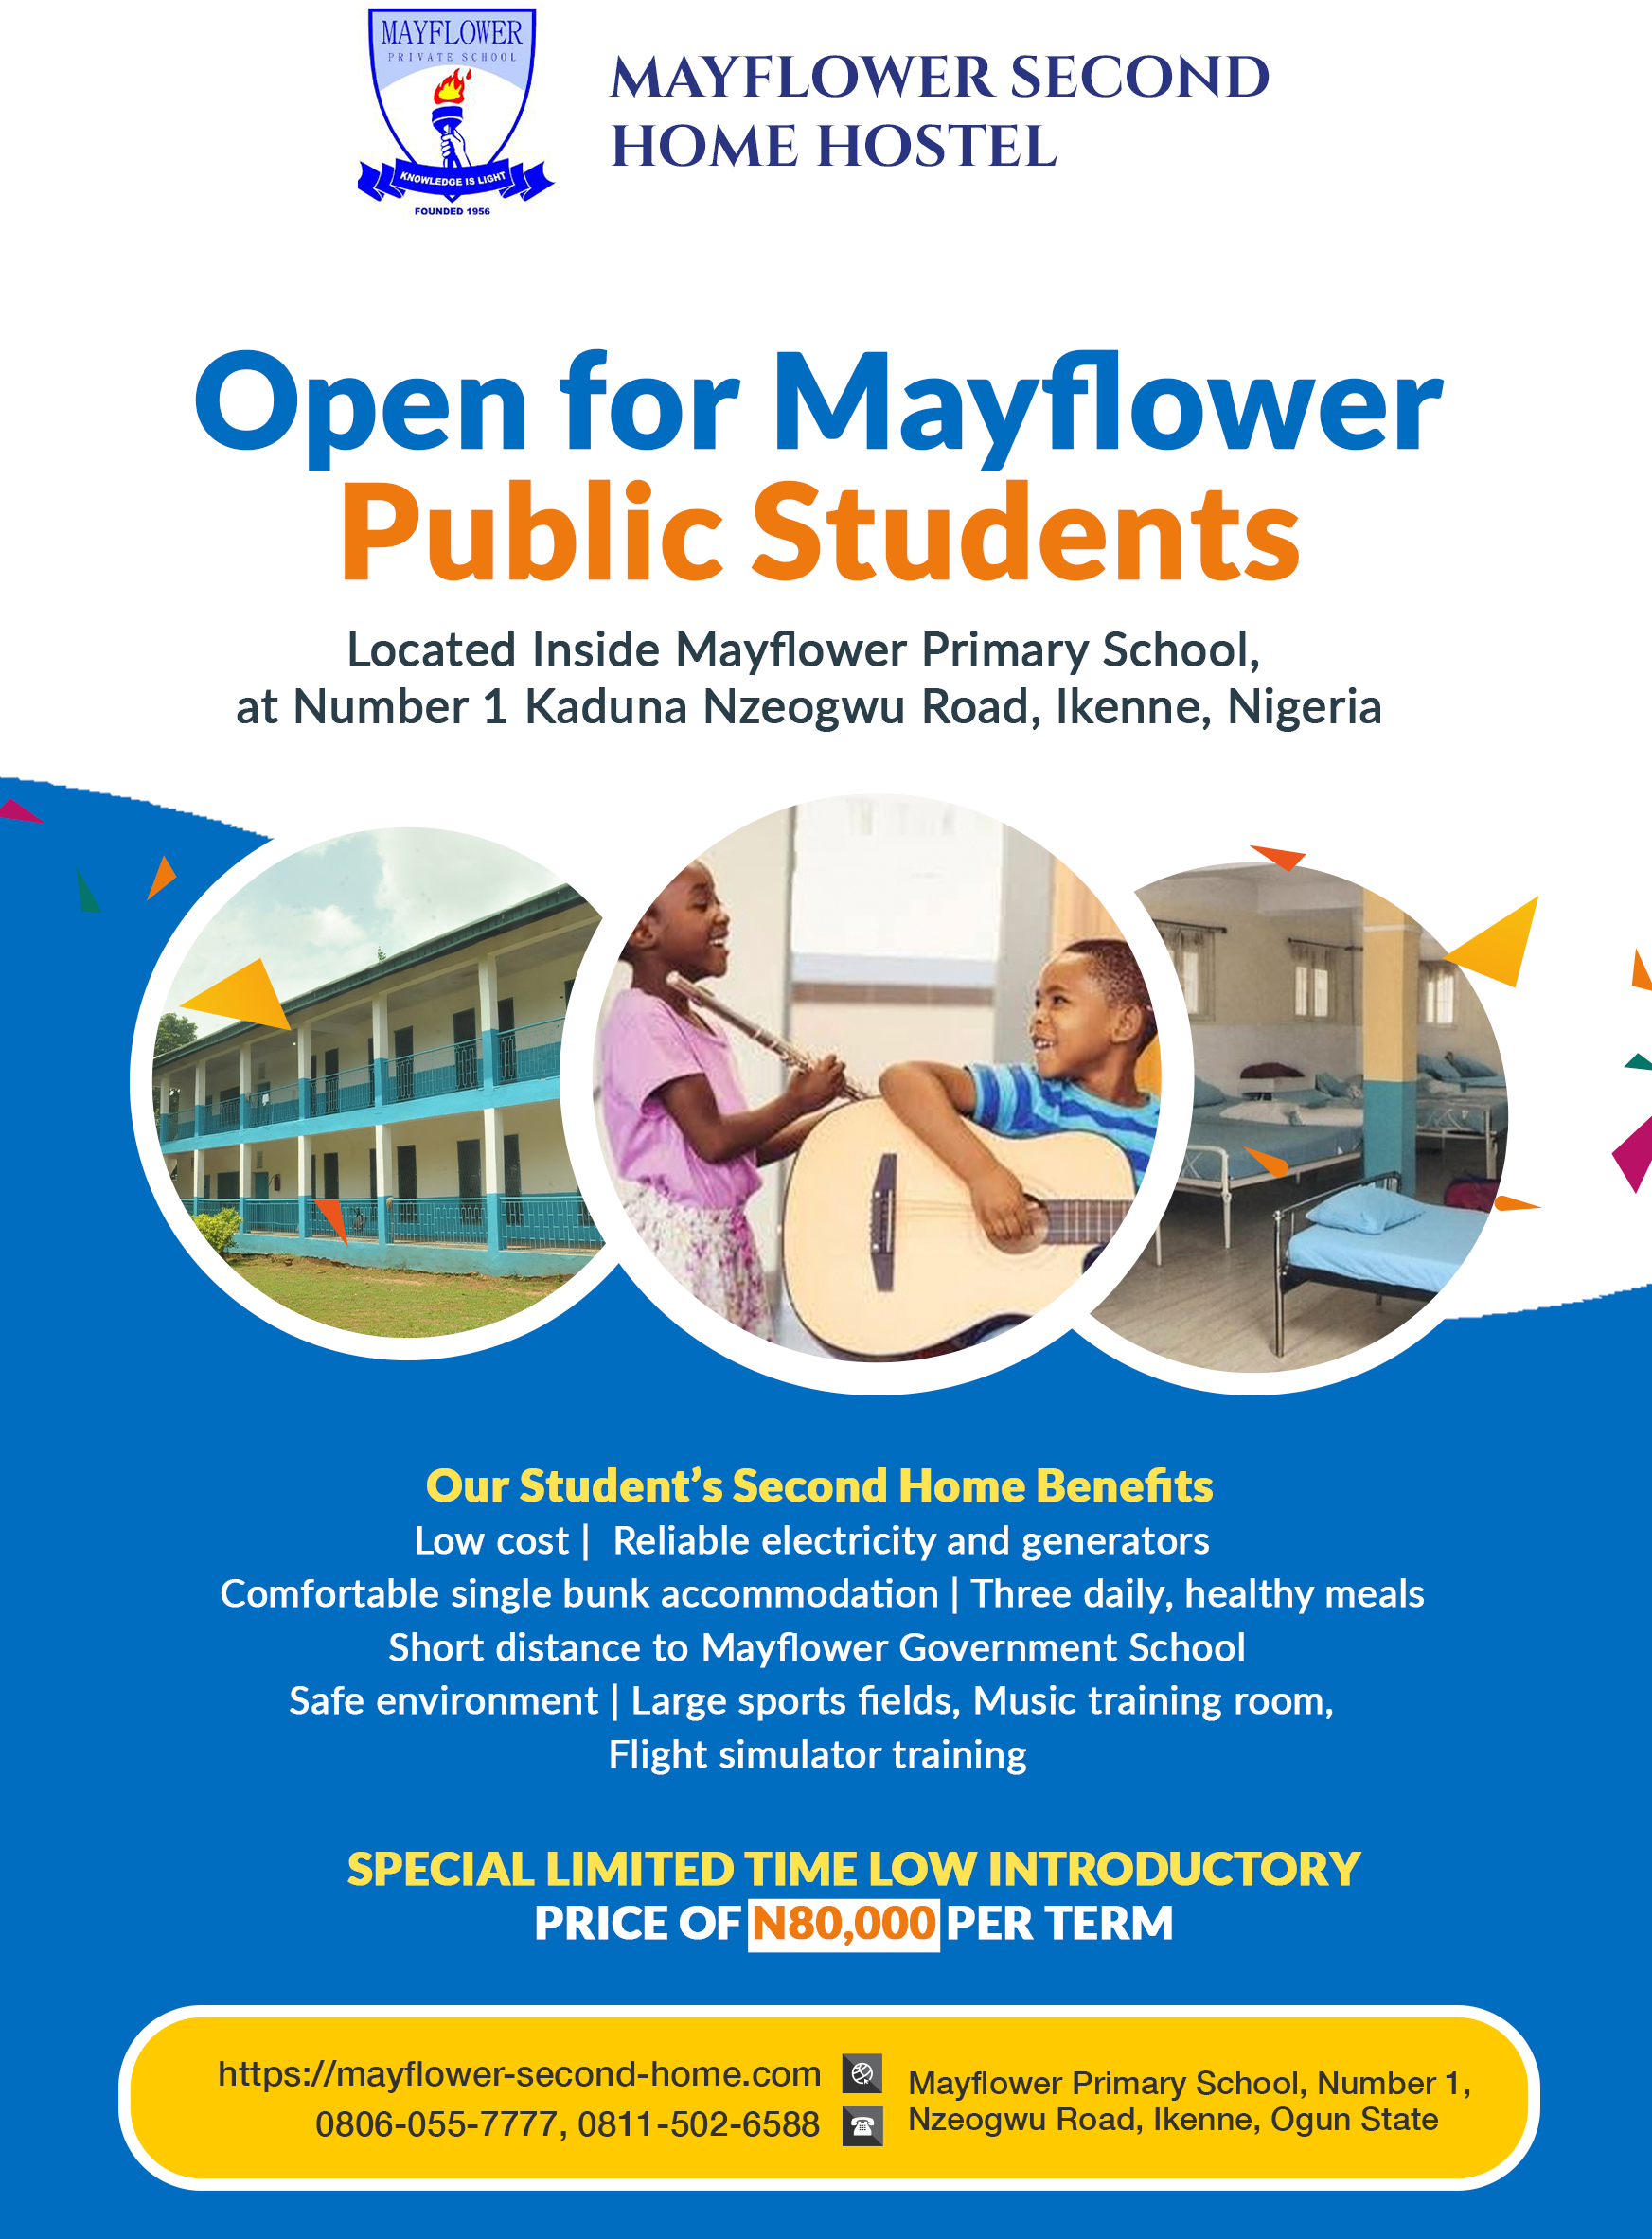 MAYFLOWER
PRIVATE SCHOOL
KNOWLEDGE IS LIGHT
FOUNDED 1956
MAYFLOWER SECOND
HOME HOSTEL
Open for Mayflower
Public Students
Located Inside Mayflower Primary School,
at Number 1 Kaduna Nzeogwu Road, Ikenne, Nigeria
Our Student’s Second Home Benefits
Low cost | Reliable electricity and generators
Comfortable single bunk accommodation | Three daily, healthy meals
Short distance to Mayflower Government School
Safe environment | Large sports fields, Music training room,
Flight simulator training
SPECIAL LIMITED TIME LOW INTRODUCTORY
PRICE OF N80,000 PER TERM
https://mayflower-second-home.com
0806-055-7777, 0811-502-6588
Mayflower Primary School, Number 1,
Nzeogwu Road, Ikenne, Ogun State